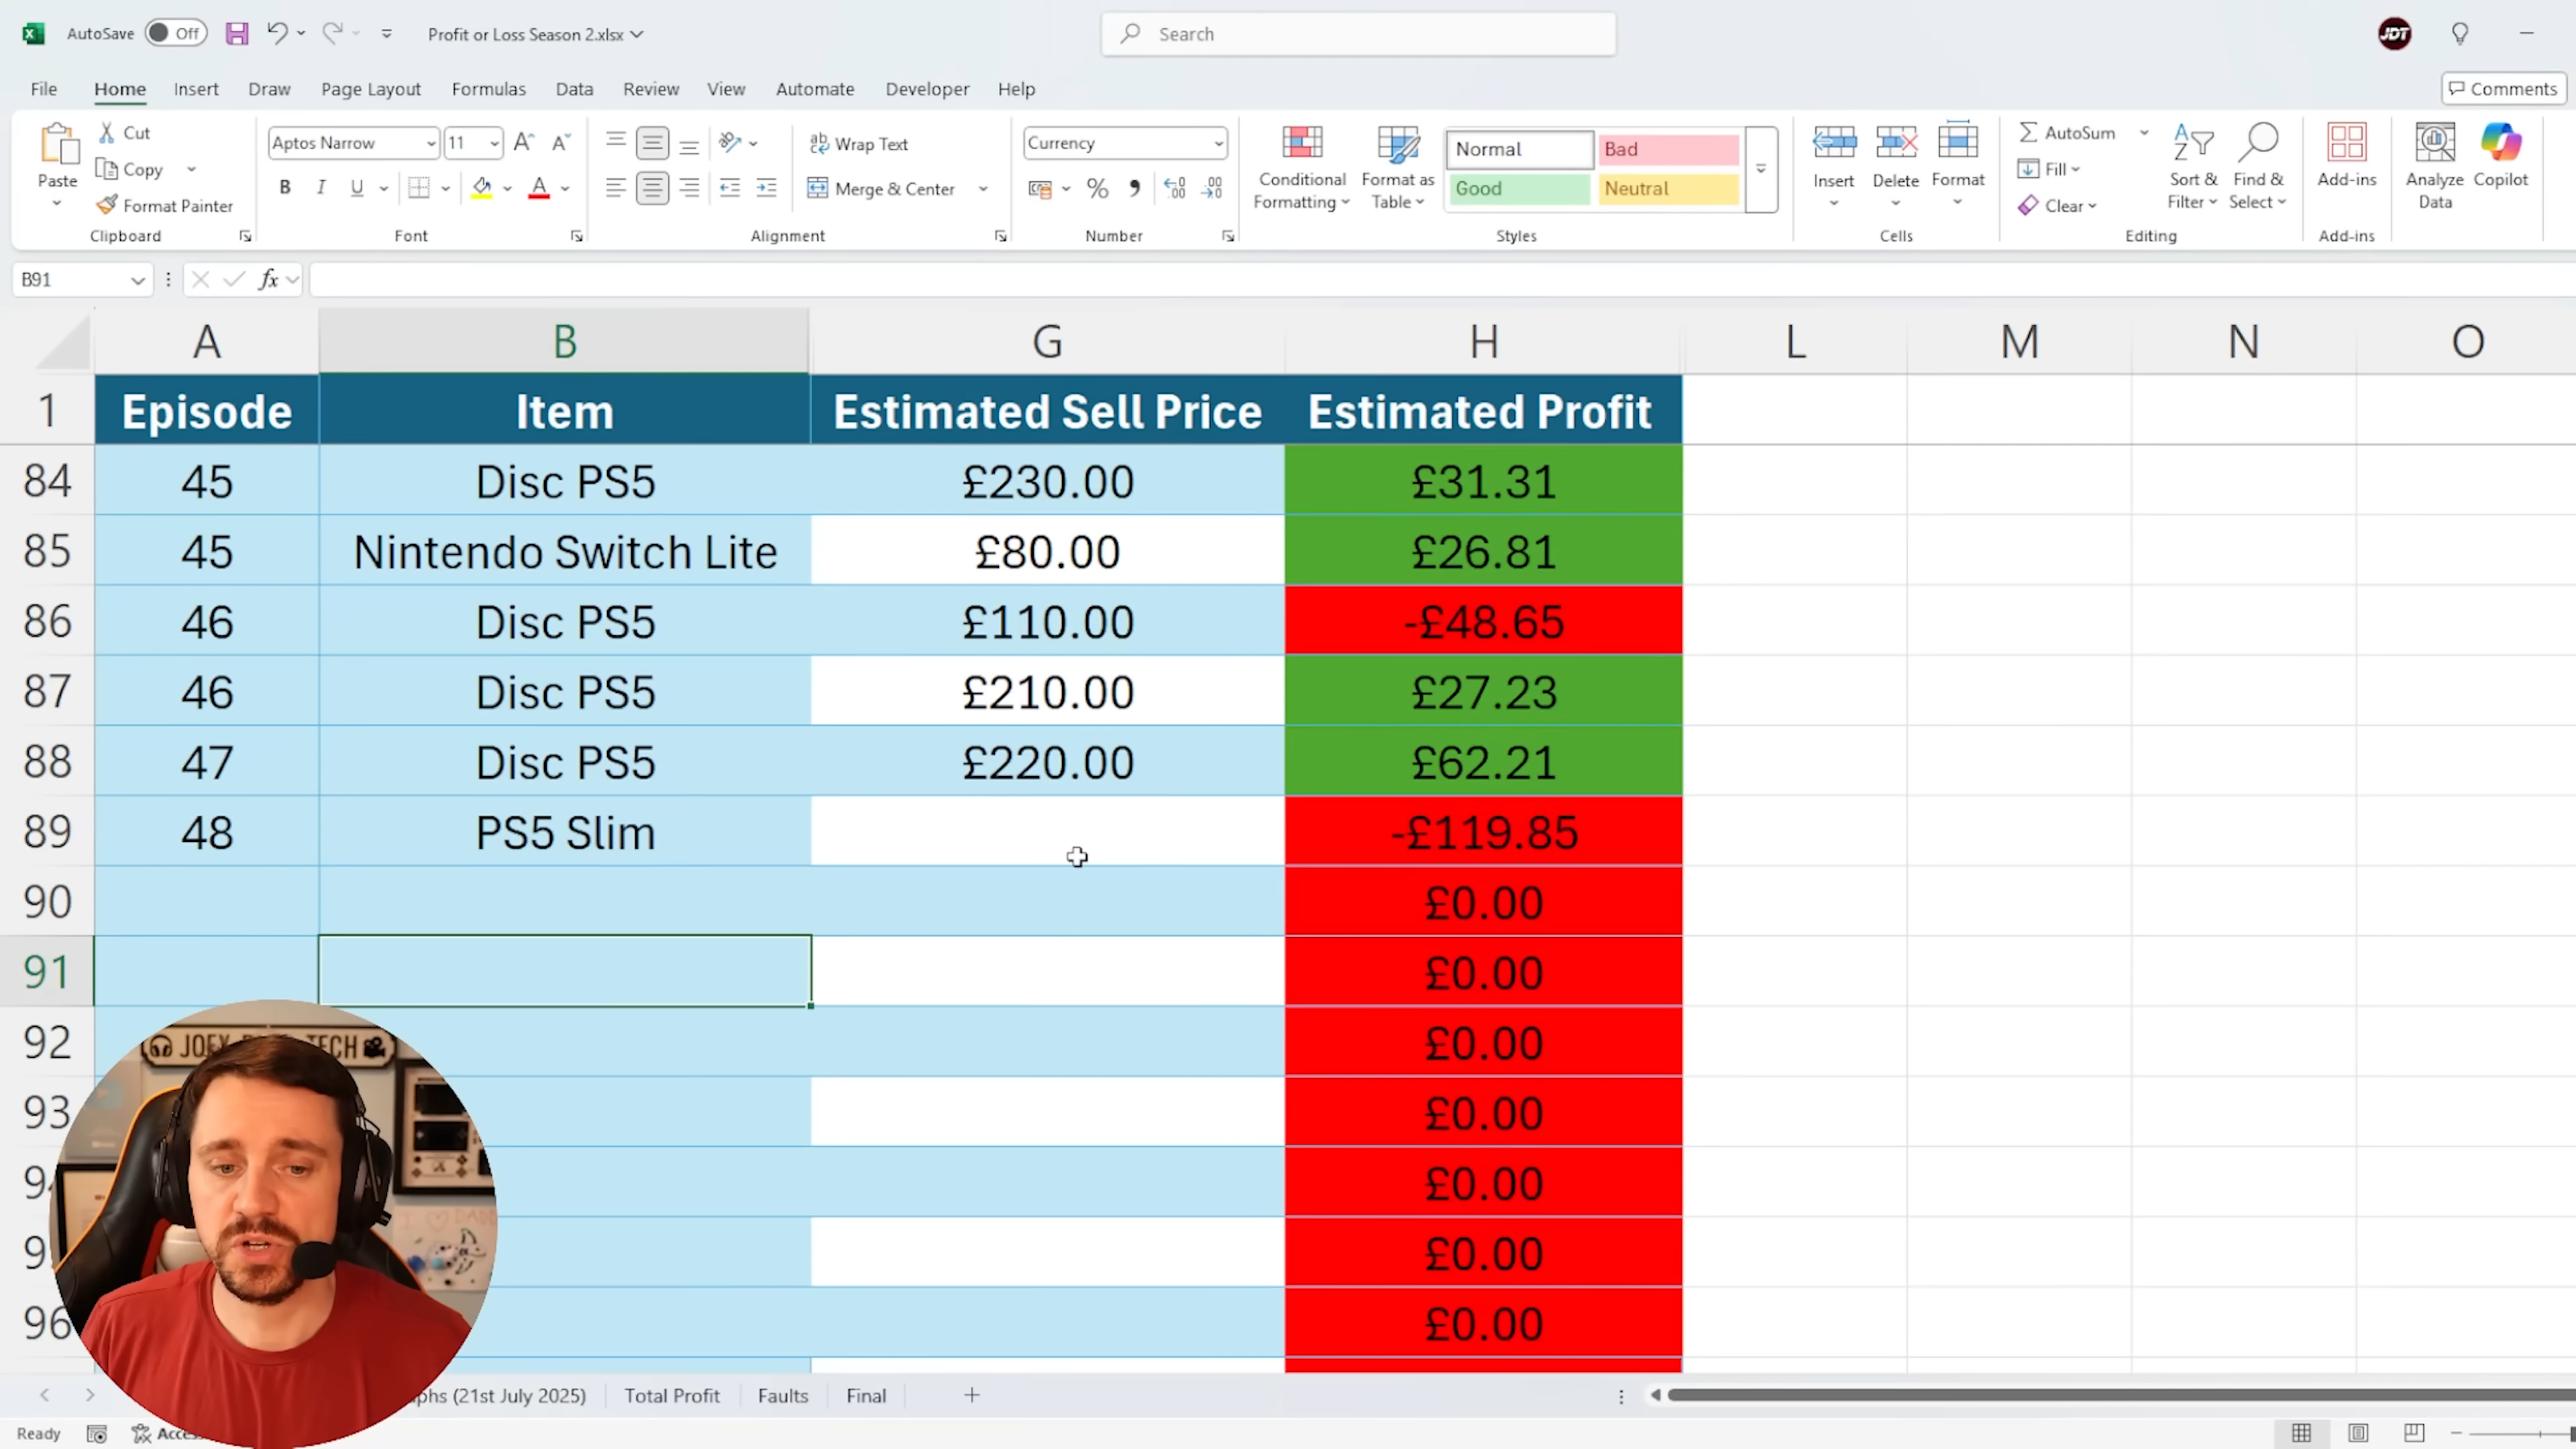 AutoSave Off Profit or Loss Season 2.xlsx Search JDT
File Home Insert Draw Page Layout Formulas Data Review View Automate Developer Help Comments
Paste Cut Copy Format Painter Clipboard
Aptos Narrow 11 B I U A Font
ab Wrap Text Merge & Center Alignment
Currency % Number
Conditional Formatting Format as Table Normal Bad Good Neutral Styles
Insert Delete Format Cells
AutoSum Fill Clear Sort & Filter Find & Select Editing
Add-ins Add-ins
Analyze Data Copilot
B91 fx
A B G H L M N O
1 Episode Item Estimated Sell Price Estimated Profit
84 45 Disc PS5 £230.00 £31.31
85 45 Nintendo Switch Lite £80.00 £26.81
86 46 Disc PS5 £110.00 -£48.65
87 46 Disc PS5 £210.00 £27.23
88 47 Disc PS5 £220.00 £62.21
89 48 PS5 Slim -£119.85
90 £0.00
91 £0.00
92 £0.00
93 £0.00
£0.00
£0.00
96 £0.00
JOEY TECH
phs (21st July 2025) Total Profit Faults Final
Ready